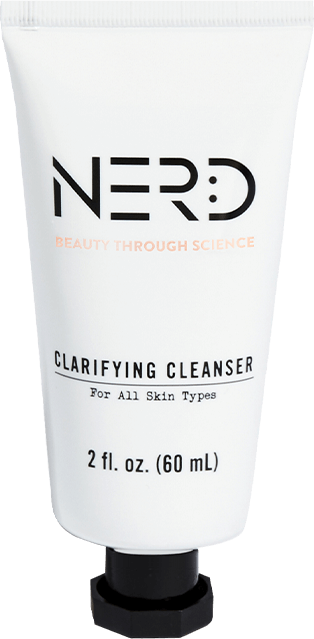 NERD
BEAUTY THROUGH SCIENCE
CLARIFYING CLEANSER
For All Skin Types
2 fl. oz. (60 mL)